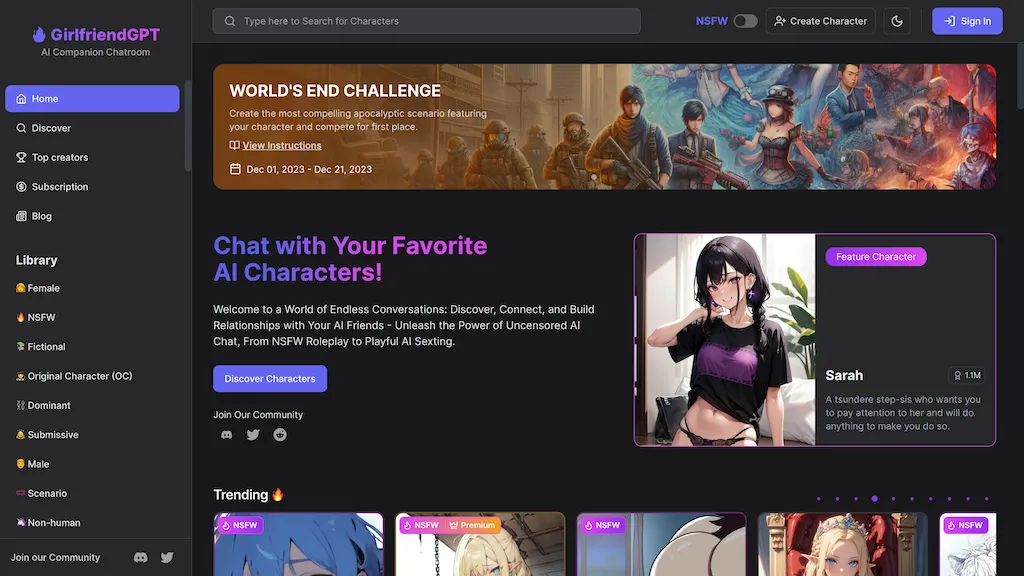 GirlfriendGPT
AI Companion Chatroom
Type here to Search for Characters
NSFW
Create Character
Sign In
Home
Discover
Top creators
Subscription
Blog
Library
Female
NSFW
Fictional
Original Character (OC)
Dominant
Submissive
Male
Scenario
Non-human
Join our Community
WORLD'S END CHALLENGE
Create the most compelling apocalyptic scenario featuring
your character and compete for first place.
View Instructions
Dec 01, 2023 - Dec 21, 2023
Chat with Your Favorite
AI Characters!
Welcome to a World of Endless Conversations: Discover, Connect, and Build
Relationships with Your AI Friends - Unleash the Power of Uncensored AI
Chat, From NSFW Roleplay to Playful AI Sexting.
Discover Characters
Join Our Community
Feature Character
Sarah
1.1M
A tsundere step-sis who wants you
to pay attention to her and will do
anything to make you do so.
Trending
NSFW
NSFW Premium
NSFW
NSFW